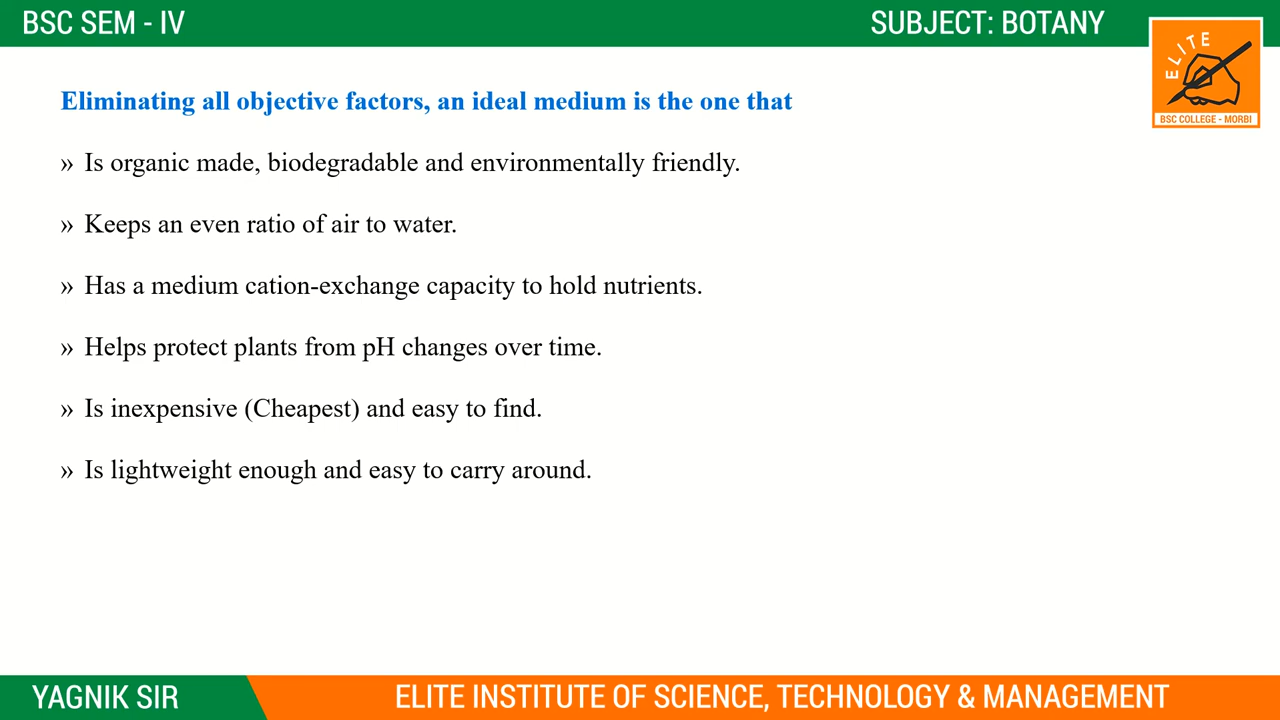 BSC SEM - IV
SUBJECT: BOTANY
ELITE
BSC COLLEGE - MORBI
Eliminating all objective factors, an ideal medium is the one that
» Is organic made, biodegradable and environmentally friendly.
» Keeps an even ratio of air to water.
» Has a medium cation-exchange capacity to hold nutrients.
» Helps protect plants from pH changes over time.
» Is inexpensive (Cheapest) and easy to find.
» Is lightweight enough and easy to carry around.
YAGNIK SIR
ELITE INSTITUTE OF SCIENCE, TECHNOLOGY & MANAGEMENT